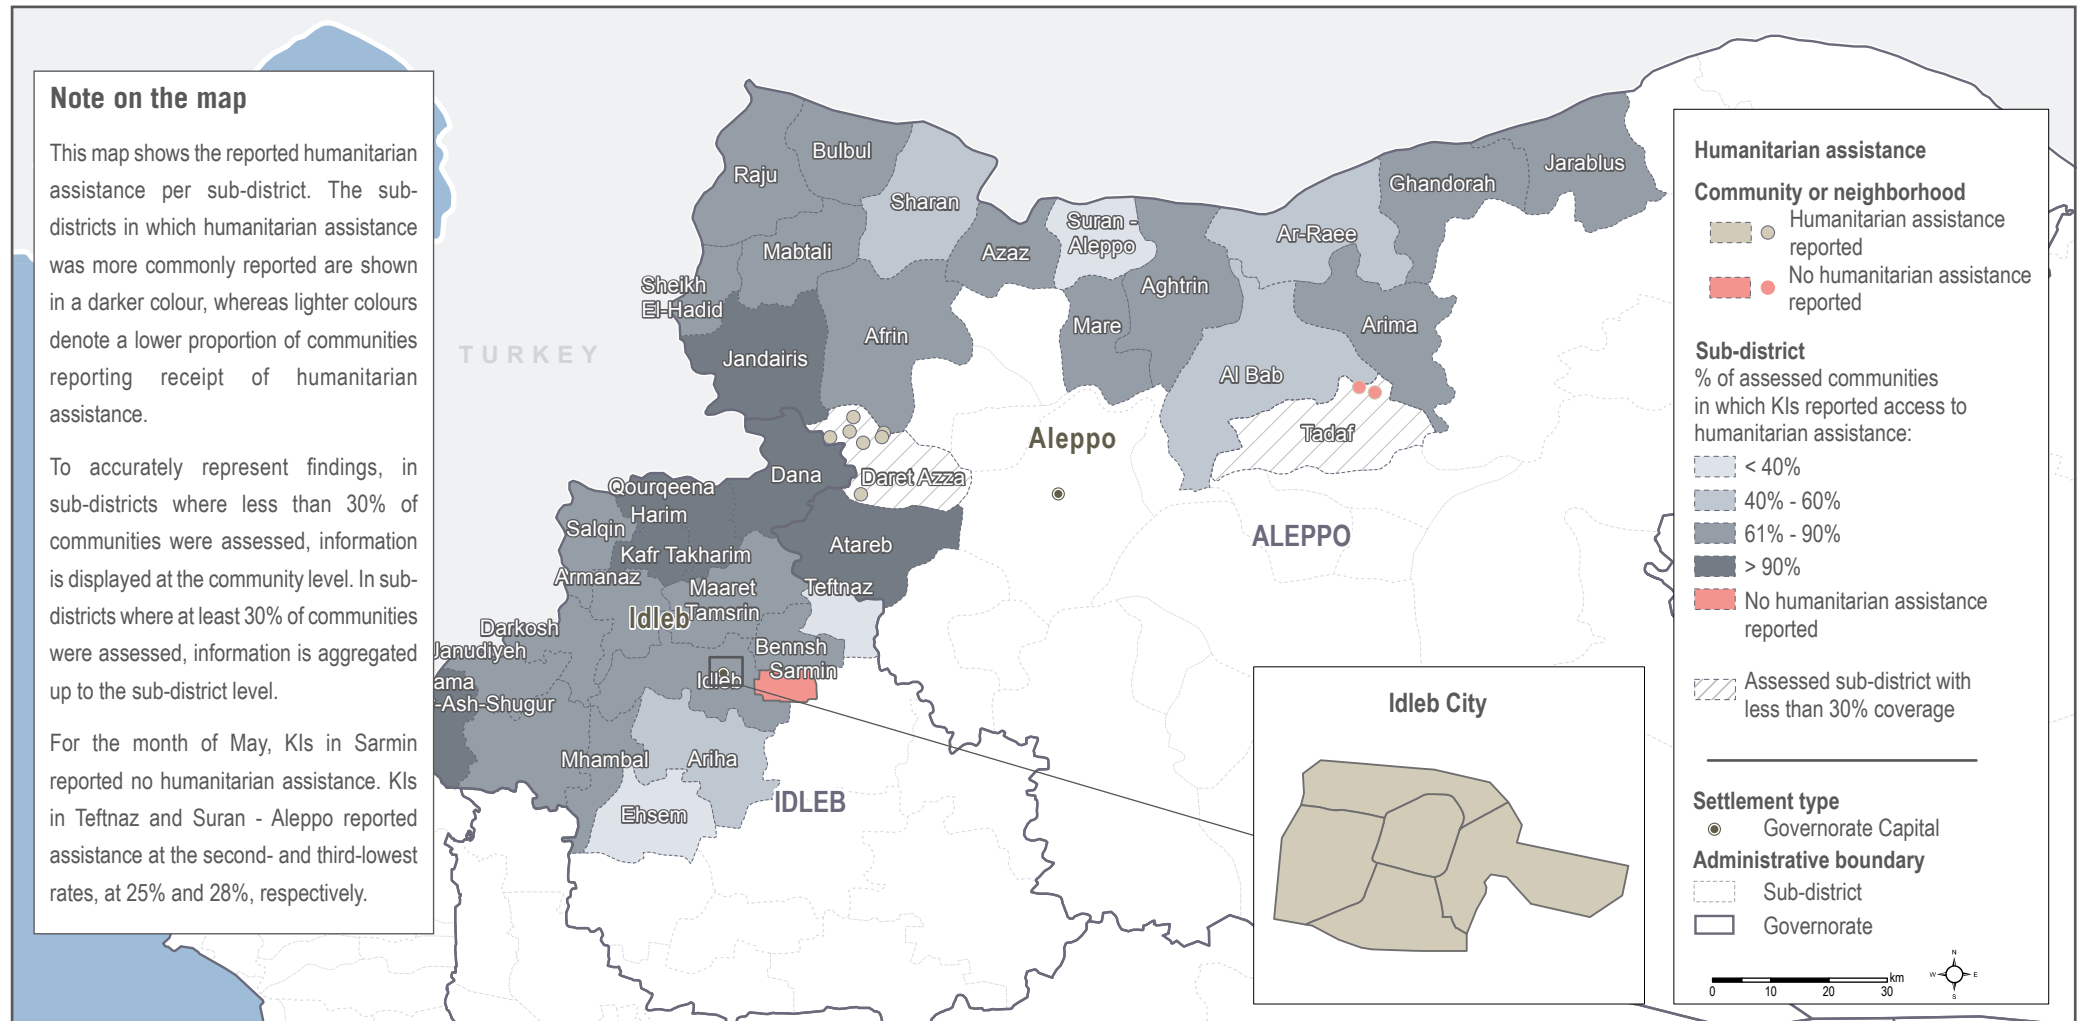 Note on the map
This map shows the reported humanitarian
assistance per sub-district. The sub-
districts in which humanitarian assistance
was more commonly reported are shown
in a darker colour, whereas lighter colours
denote a lower proportion of communities
reporting receipt of humanitarian
assistance.
To accurately represent findings, in
sub-districts where less than 30% of
communities were assessed, information
is displayed at the community level. In sub-
districts where at least 30% of communities
were assessed, information is aggregated
up to the sub-district level.
For the month of May, KIs in Sarmin
reported no humanitarian assistance. KIs
in Teftnaz and Suran - Aleppo reported
assistance at the second- and third-lowest
rates, at 25% and 28%, respectively.
TURKEY
Raju
Bulbul
Sharan
Mabtali
Sheikh
El-Hadid
Jandairis
Afrin
Azaz
Suran -
Aleppo
Mare
Aghtrin
Ar-Raee
Al Bab
Ghandorah
Jarablus
Arima
Tadaf
Aleppo
ALEPPO
Daret Azza
Dana
Atareb
Qourqeena
Harim
Salqin
Kafr Takharim
Armanaz
Maaret
Tamsrin
Teftnaz
Idleb
Darkosh
Janudiyeh
Bennsh
Sarmin
Idleb
ama
-Ash-Shugur
Mhambal
Ariha
Ehsem
IDLEB
Idleb City
Humanitarian assistance
Community or neighborhood
Humanitarian assistance
reported
No humanitarian assistance
reported
Sub-district
% of assessed communities
in which KIs reported access to
humanitarian assistance:
< 40%
40% - 60%
61% - 90%
> 90%
No humanitarian assistance
reported
Assessed sub-district with
less than 30% coverage
Settlement type
Governorate Capital
Administrative boundary
Sub-district
Governorate
km
0 10 20 30
N
W E
S